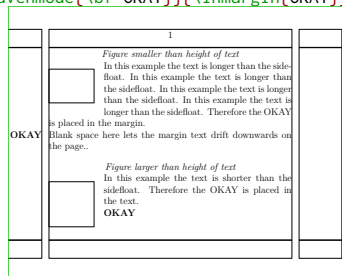 avenmode{\bf OKAY}}{\inmargin{OKAY}
1
Figure smaller than height of text
In this example the text is longer than the side-
float. In this example the text is longer than
the sidefloat. In this example the text is longer
than the sidefloat. In this example the text is
longer than the sidefloat. Therefore the OKAY
is placed in the margin.
OKAY Blank space here lets the margin text drift downwards on
the page..
Figure larger than height of text
In this example the text is shorter than the
sidefloat. Therefore the OKAY is placed in
the text.
OKAY